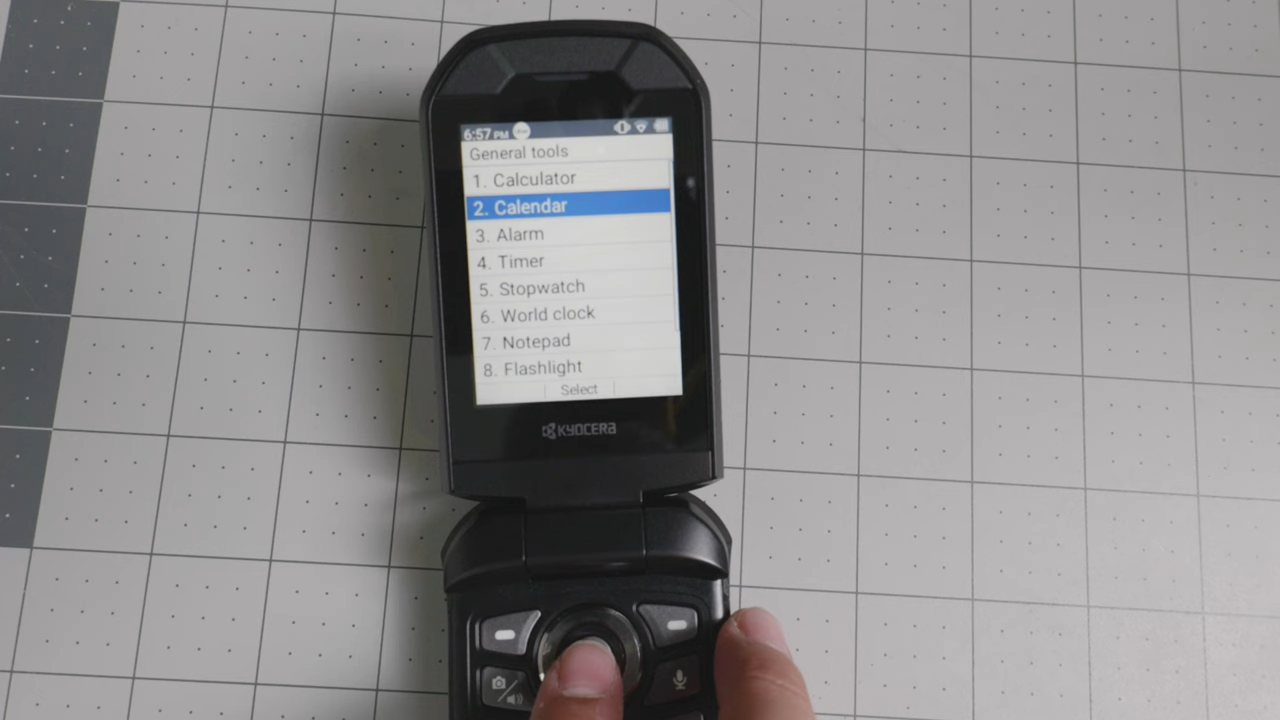 6:57 PM
General tools
1. Calculator
2. Calendar
3. Alarm
4. Timer
5. Stopwatch
6. World clock
7. Notepad
8. Flashlight
Select
KYOCERA